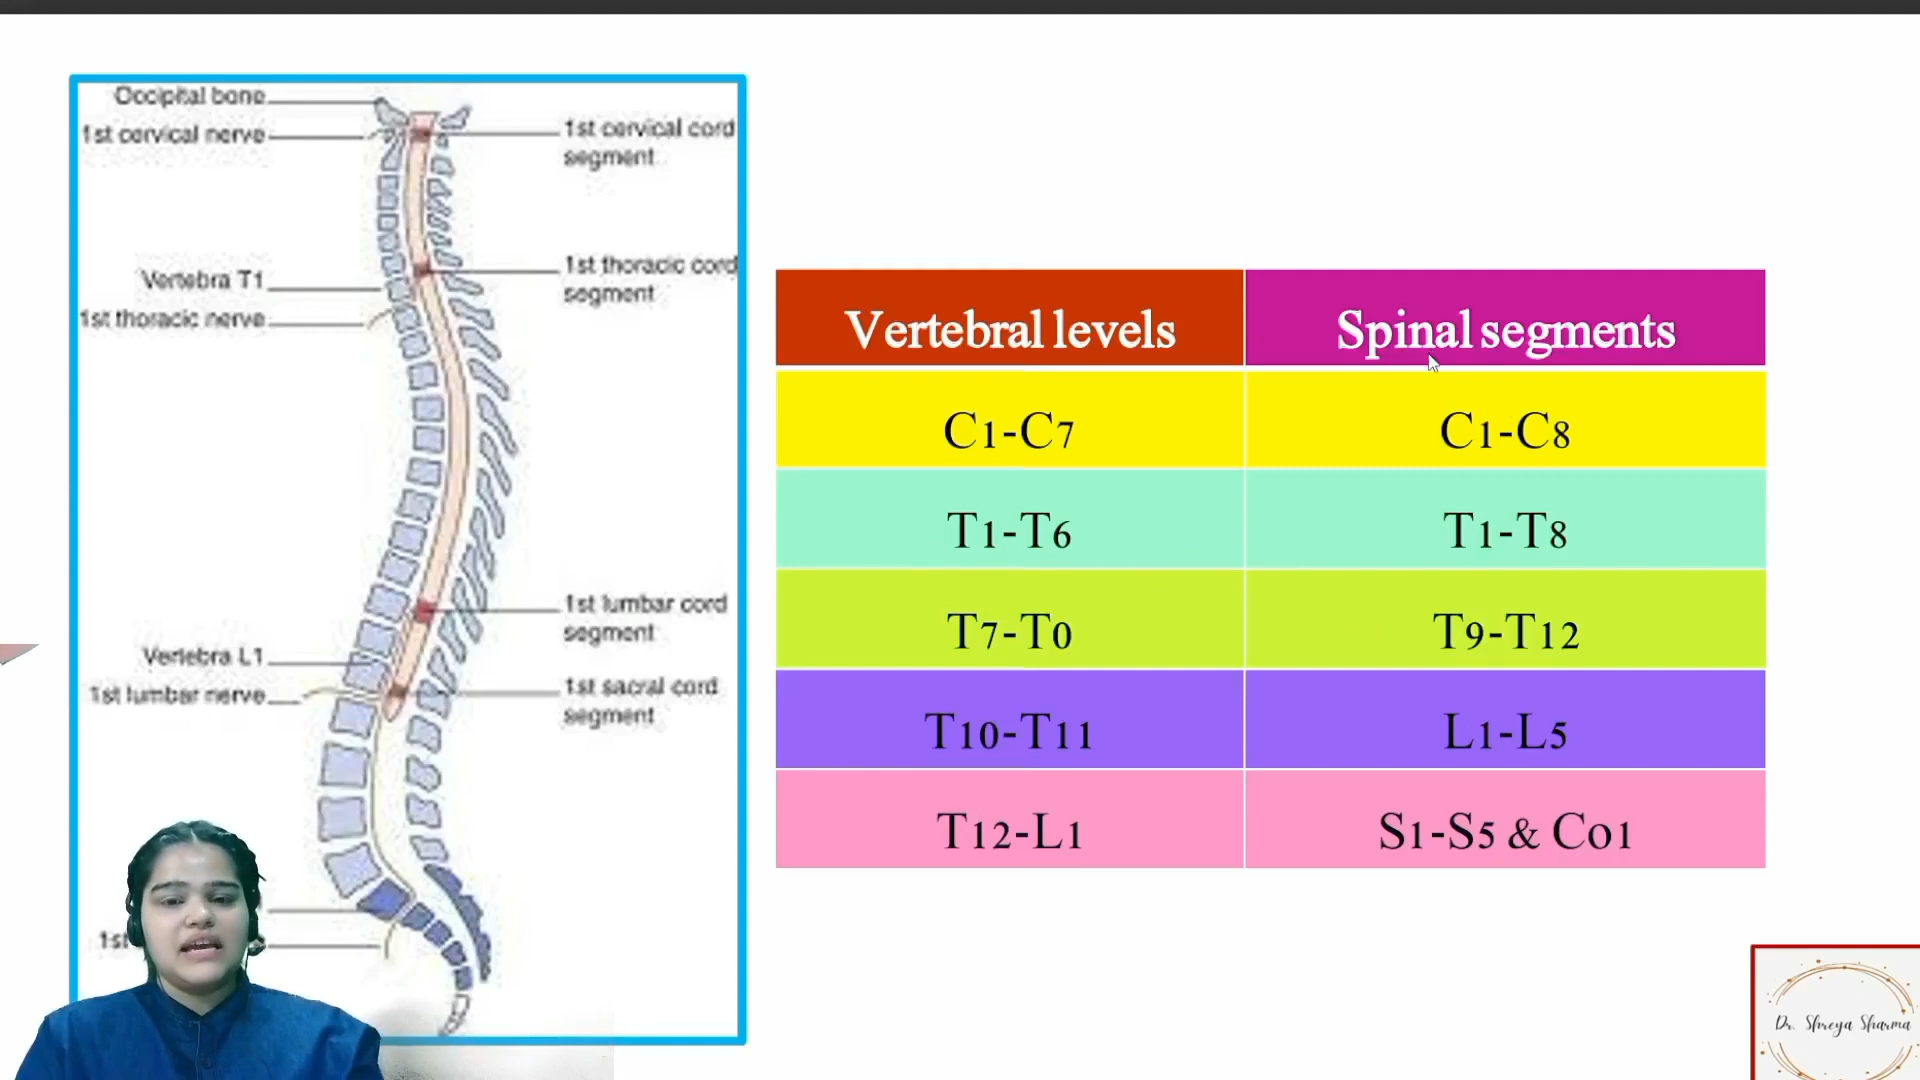 Occipital bone
1st cervical nerve
1st cervical cord
segment
Vertebra T1
1st thoracic nerve
1st thoracic cord
segment
1st lumbar cord
segment
Vertebra L1
1st lumbar nerve
1st sacral cord
segment
1st
Vertebral levels Spinal segments
C1-C7 C1-C8
T1-T6 T1-T8
T7-T0 T9-T12
T10-T11 L1-L5
T12-L1 S1-S5 & Co1
Dr. Shreya Sharma